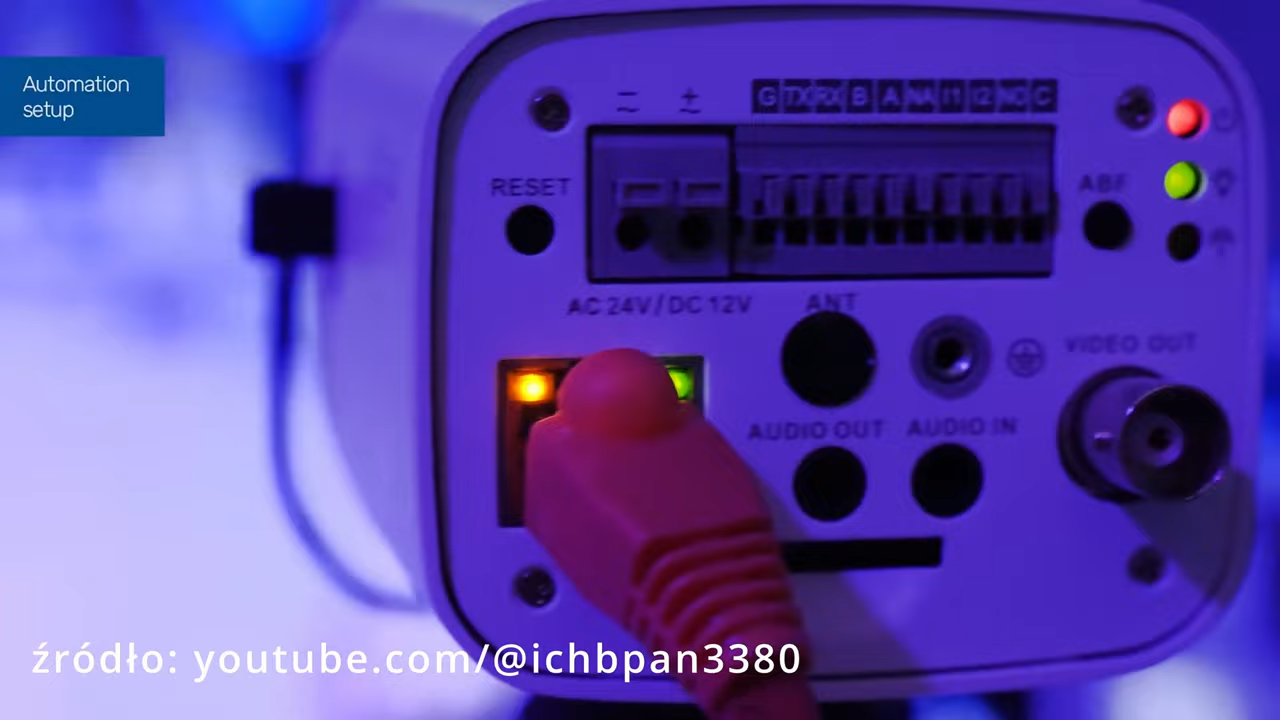 Automation
setup
G TX RX B A NA I1 I2 NO C
RESET
ABF
AC 24V / DC 12V
ANT
VIDEO OUT
AUDIO OUT
AUDIO IN
źródło: youtube.com/@ichbpan3380